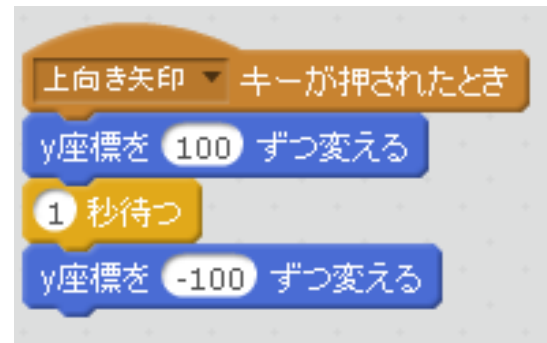 上向き矢印 キーが押されたとき
y座標を 100 ずつ変える
1 秒待つ
y座標を -100 ずつ変える